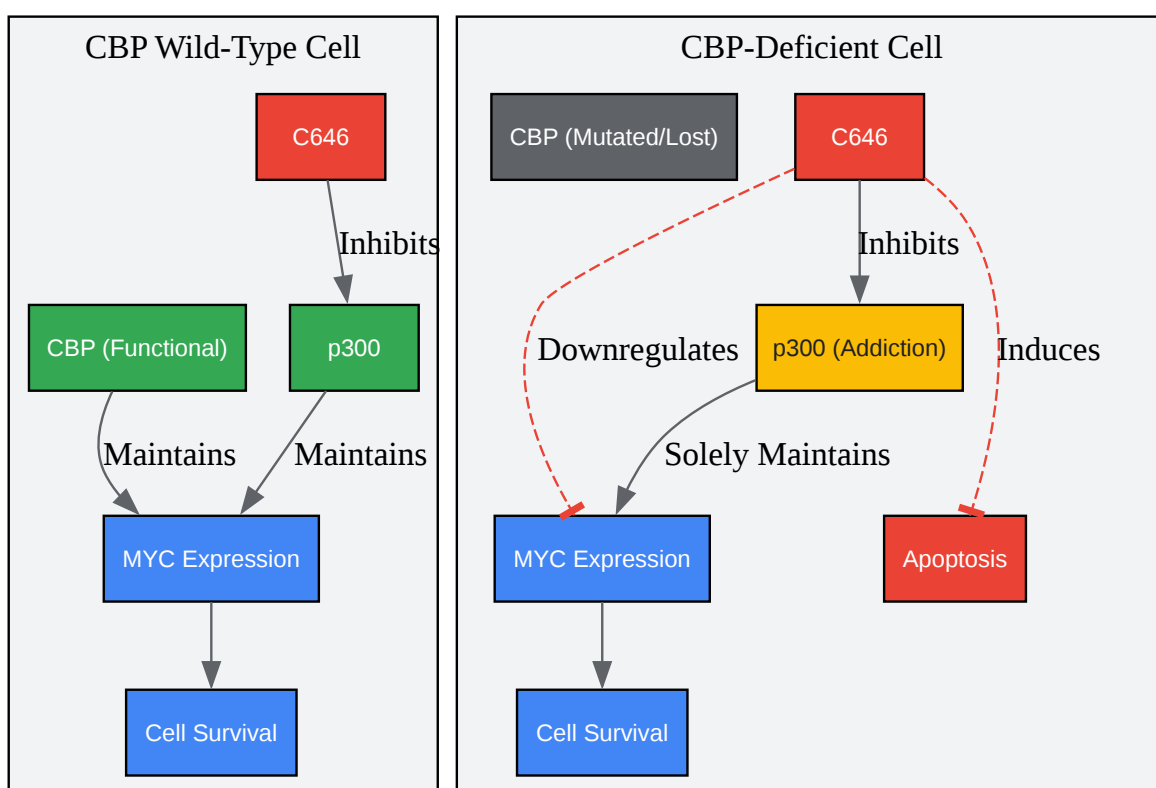 CBP Wild-Type Cell
C646
Inhibits
CBP (Functional)
p300
Maintains
Maintains
MYC Expression
Cell Survival
CBP-Deficient Cell
CBP (Mutated/Lost)
C646
Inhibits
Downregulates
p300 (Addiction)
Induces
Solely Maintains
MYC Expression
Apoptosis
Cell Survival